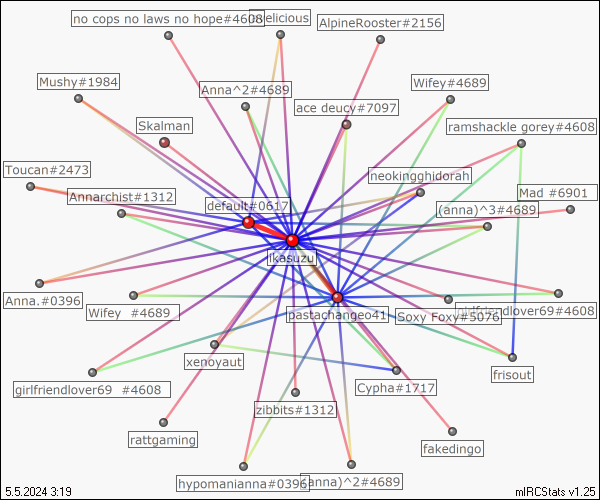 no cops no laws no hope#4608
elicious
AlpineRooster#2156
Mushy#1984
Anna^2#4689
Wifey#4689
ace deucy#7097
Skalman
ramshackle gorey#4608
Toucan#2473
neokingghidorah
Annarchist#1312
Mad #6901
default#0617
(anna)^3#4689
ikasuzu
Anna.#0396
Wifey #4689
pastachangeo41
Soxy Foxy#5076
girlfriendlover69#4608
xenoyaut
frisout
girlfriendlover69 #4608
Cypha#1717
zibbits#1312
rattgaming
fakedingo
hypomanianna#0396
(anna)^2#4689
5.5.2024 3:19
mIRCStats v1.25